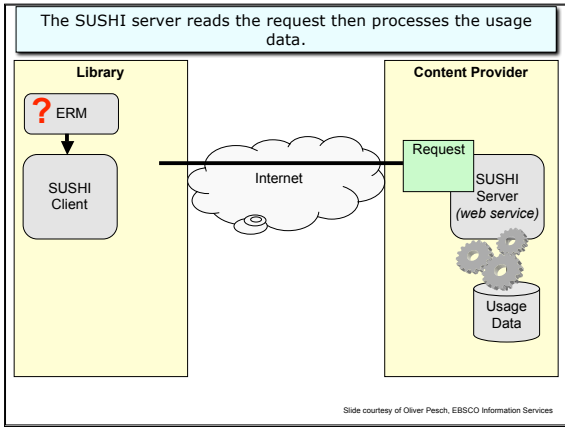 The SUSHI server reads the request then processes the usage
data.
Library
Content Provider
? ERM
Request
SUSHI
Client
Internet
SUSHI
Server
(web service)
Usage
Data
Slide courtesy of Oliver Pesch, EBSCO Information Services